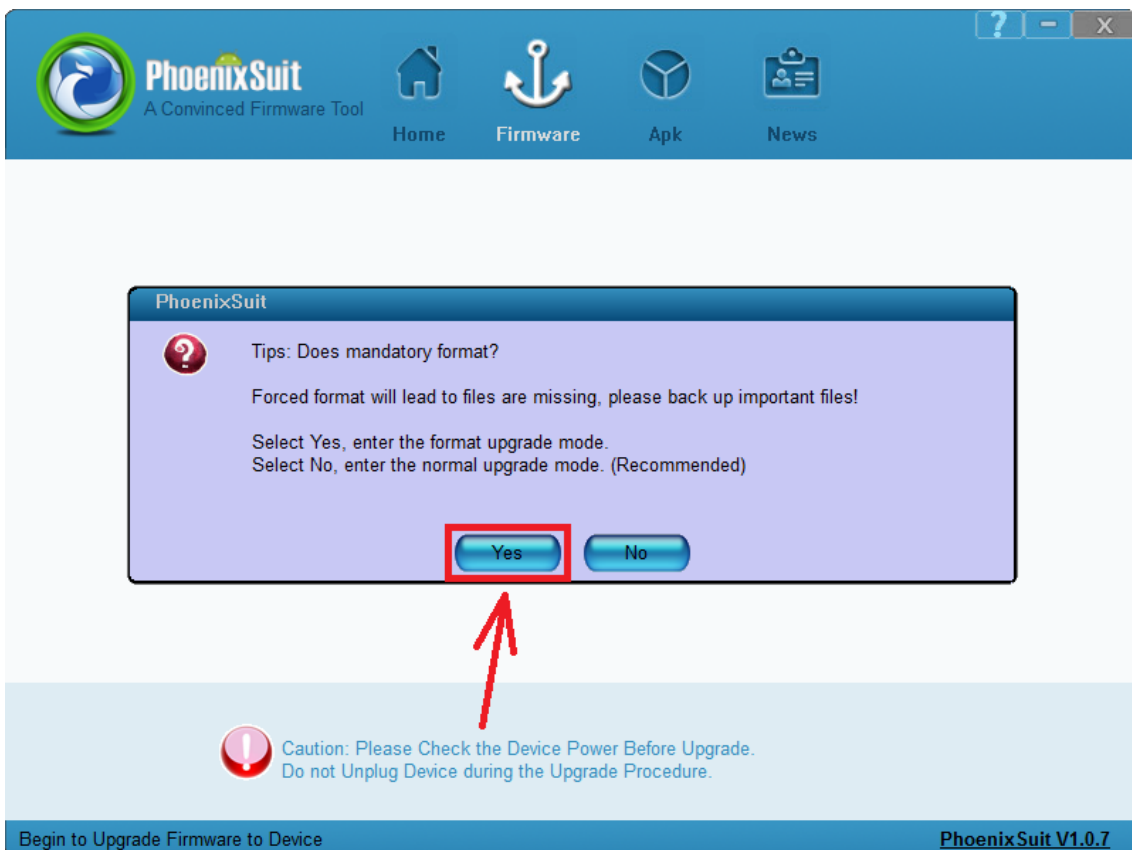 ? - X
PhoenixSuit
A Convinced Firmware Tool
Home Firmware Apk News
PhoenixSuit
Tips: Does mandatory format?
Forced format will lead to files are missing, please back up important files!
Select Yes, enter the format upgrade mode.
Select No, enter the normal upgrade mode. (Recommended)
Yes No
Caution: Please Check the Device Power Before Upgrade.
Do not Unplug Device during the Upgrade Procedure.
Begin to Upgrade Firmware to Device PhoenixSuit V1.0.7